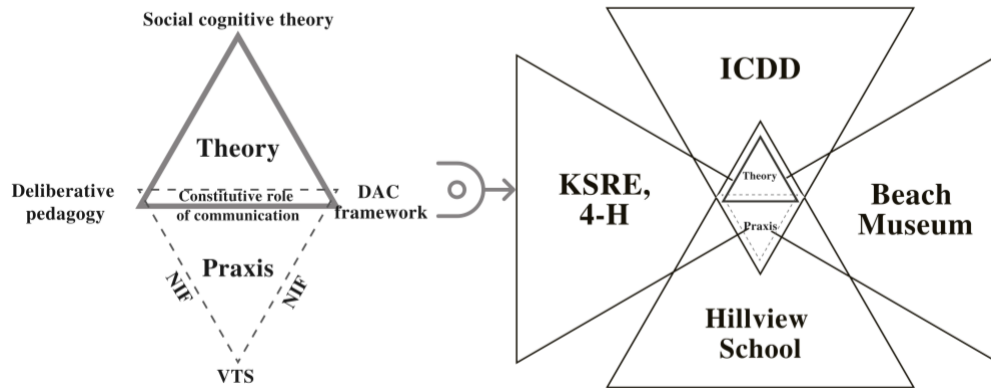 Social cognitive theory
Theory
Deliberative
pedagogy
Constitutive role
of communication
DAC
framework
Praxis
NIF
NIF
VTS
ICDD
KSRE,
4-H
Theory
Praxis
Beach
Museum
Hillview
School